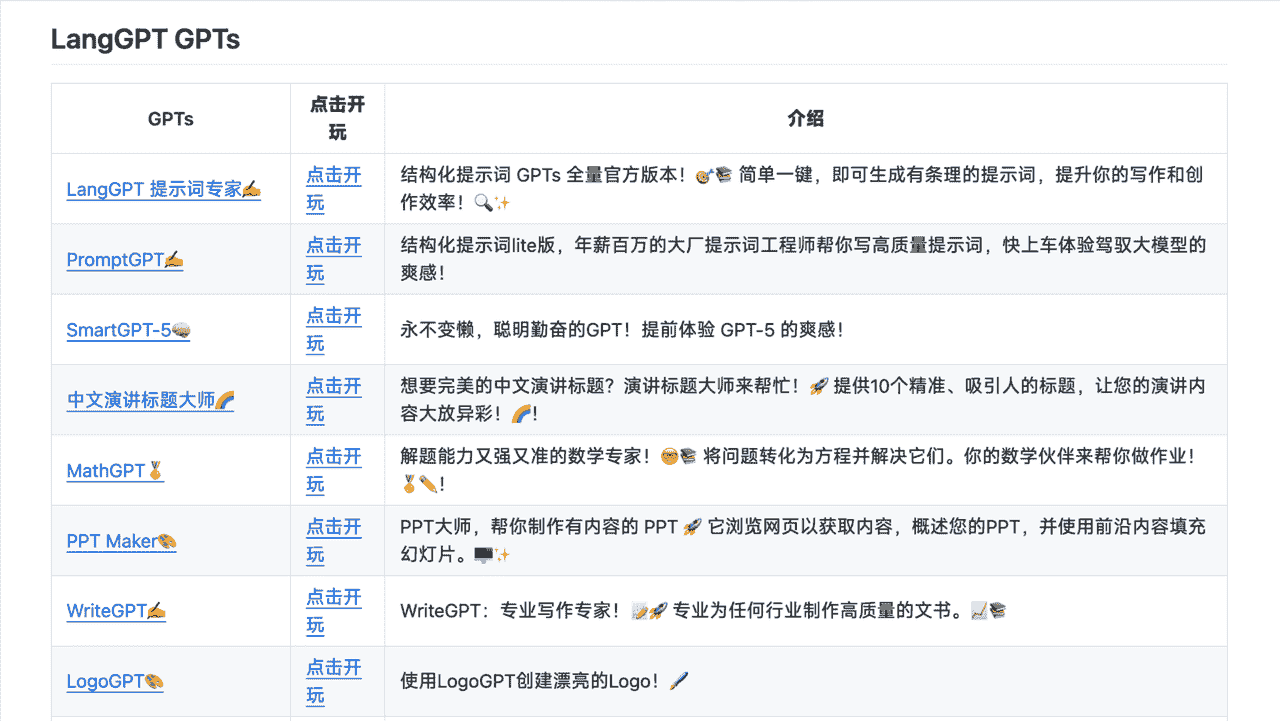 LangGPT GPTs
GPTs
点击开
玩
介绍
LangGPT 提示词专家✍️
点击开
玩
结构化提示词 GPTs 全量官方版本！🎯📚 简单一键，即可生成有条理的提示词，提升你的写作和创
作效率！🔍✨
PromptGPT✍️
点击开
玩
结构化提示词lite版，年薪百万的大厂提示词工程师帮你写高质量提示词，快上车体验驾驭大模型的
爽感！
SmartGPT-5🧠
点击开
玩
永不变懒，聪明勤奋的GPT！提前体验 GPT-5 的爽感！
中文演讲标题大师🌈
点击开
玩
想要完美的中文演讲标题？演讲标题大师来帮忙！🚀 提供10个精准、吸引人的标题，让您的演讲内
容大放异彩！🌈!
MathGPT🏅
点击开
玩
解题能力又强又准的数学专家！🤓📚 将问题转化为方程并解决它们。你的数学伙伴来帮你做作业！
🏅✏️!
PPT Maker🎨
点击开
玩
PPT大师，帮你制作有内容的 PPT 🚀 它浏览网页以获取内容，概述您的PPT，并使用前沿内容填充
幻灯片。🖥️✨
WriteGPT✍️
点击开
玩
WriteGPT：专业写作专家！📝🚀 专业为任何行业制作高质量的文书。📈📚
LogoGPT🎨
点击开
玩
使用LogoGPT创建漂亮的Logo！🖌️